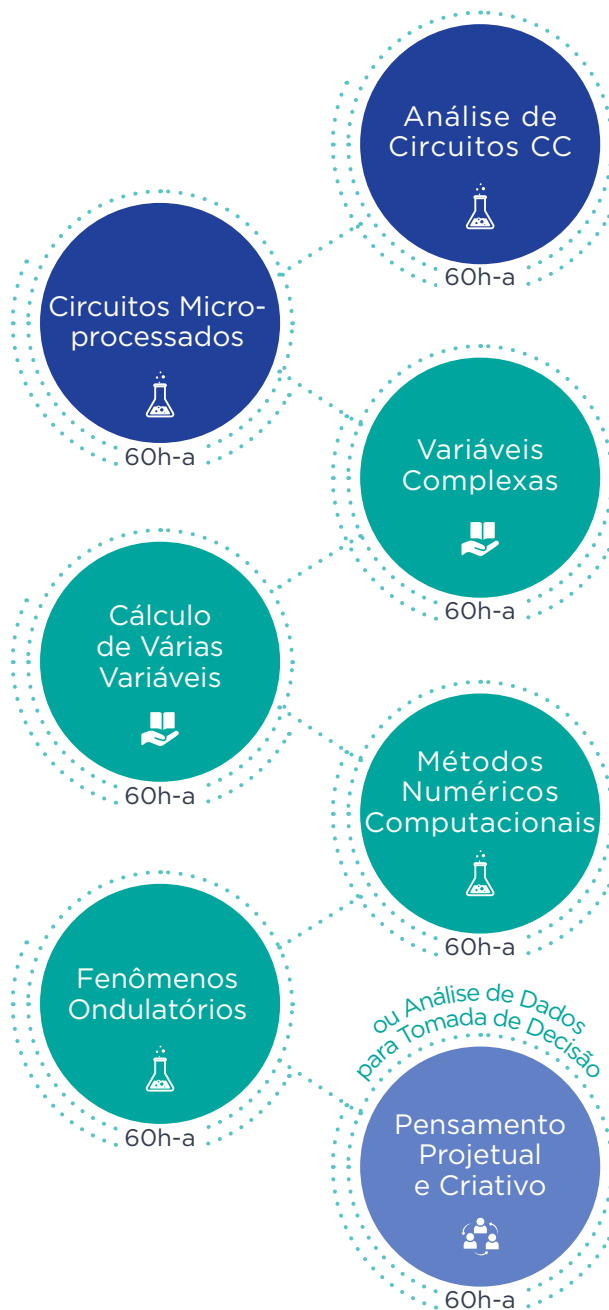 Análise de
Circuitos CC
60h-a
Circuitos Micro-
processados
60h-a
Variáveis
Complexas
60h-a
Cálculo
de Várias
Variáveis
60h-a
Métodos
Numéricos
Computacionais
60h-a
Fenômenos
Ondulatórios
60h-a
ou Análise de Dados
para Tomada de Decisão
Pensamento
Projetual
e Criativo
60h-a